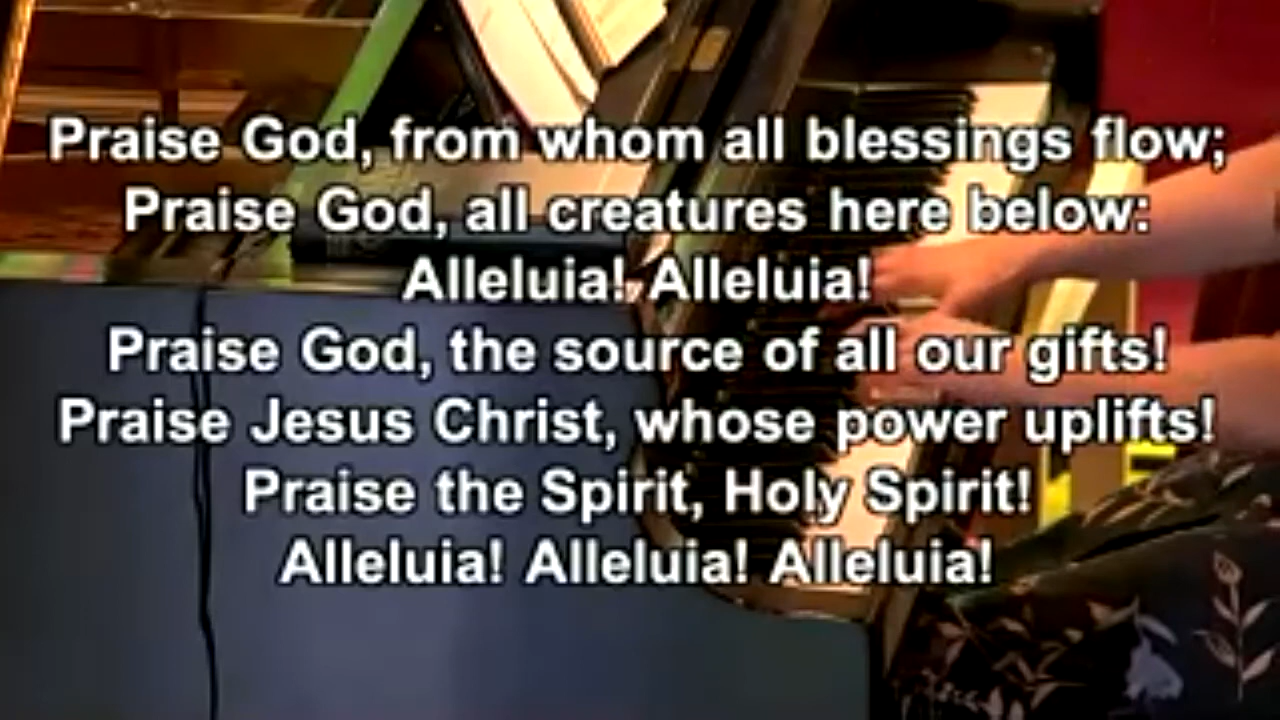 Praise God, from whom all blessings flow;
Praise God, all creatures here below:
Alleluia! Alleluia!
Praise God, the source of all our gifts!
Praise Jesus Christ, whose power uplifts!
Praise the Spirit, Holy Spirit!
Alleluia! Alleluia! Alleluia!